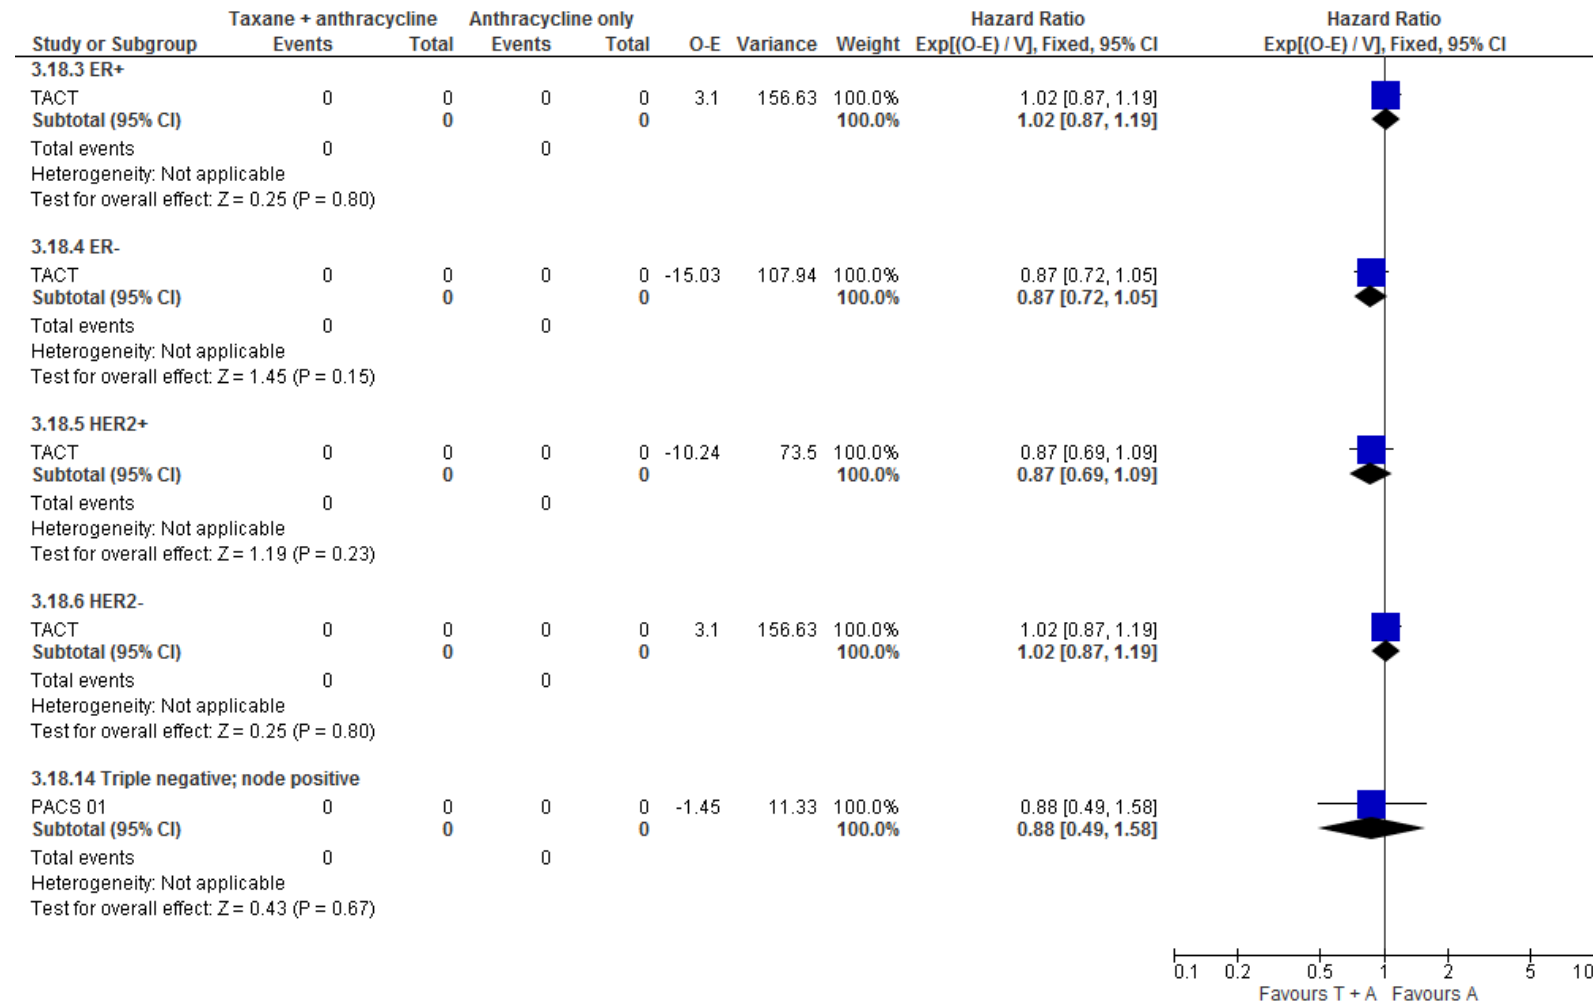 Taxane + anthracycline Anthracycline only Hazard Ratio Hazard Ratio
Study or Subgroup Events Total Events Total O-E Variance Weight Exp[(O-E) / V], Fixed, 95% CI Exp[(O-E) / V], Fixed, 95% CI
3.18.3 ER+
TACT 0 0 0 0 3.1 156.63 100.0% 1.02 [0.87, 1.19]
Subtotal (95% CI) 0 0 100.0% 1.02 [0.87, 1.19]
Total events 0 0
Heterogeneity: Not applicable
Test for overall effect: Z = 0.25 (P = 0.80)
3.18.4 ER-
TACT 0 0 0 0 -15.03 107.94 100.0% 0.87 [0.72, 1.05]
Subtotal (95% CI) 0 0 100.0% 0.87 [0.72, 1.05]
Total events 0 0
Heterogeneity: Not applicable
Test for overall effect: Z = 1.45 (P = 0.15)
3.18.5 HER2+
TACT 0 0 0 0 -10.24 73.5 100.0% 0.87 [0.69, 1.09]
Subtotal (95% CI) 0 0 100.0% 0.87 [0.69, 1.09]
Total events 0 0
Heterogeneity: Not applicable
Test for overall effect: Z = 1.19 (P = 0.23)
3.18.6 HER2-
TACT 0 0 0 0 3.1 156.63 100.0% 1.02 [0.87, 1.19]
Subtotal (95% CI) 0 0 100.0% 1.02 [0.87, 1.19]
Total events 0 0
Heterogeneity: Not applicable
Test for overall effect: Z = 0.25 (P = 0.80)
3.18.14 Triple negative; node positive
PACS 01 0 0 0 0 -1.45 11.33 100.0% 0.88 [0.49, 1.58]
Subtotal (95% CI) 0 0 100.0% 0.88 [0.49, 1.58]
Total events 0 0
Heterogeneity: Not applicable
Test for overall effect: Z = 0.43 (P = 0.67)
0.1 0.2 0.5 1 2 5 10
Favours T + A Favours A